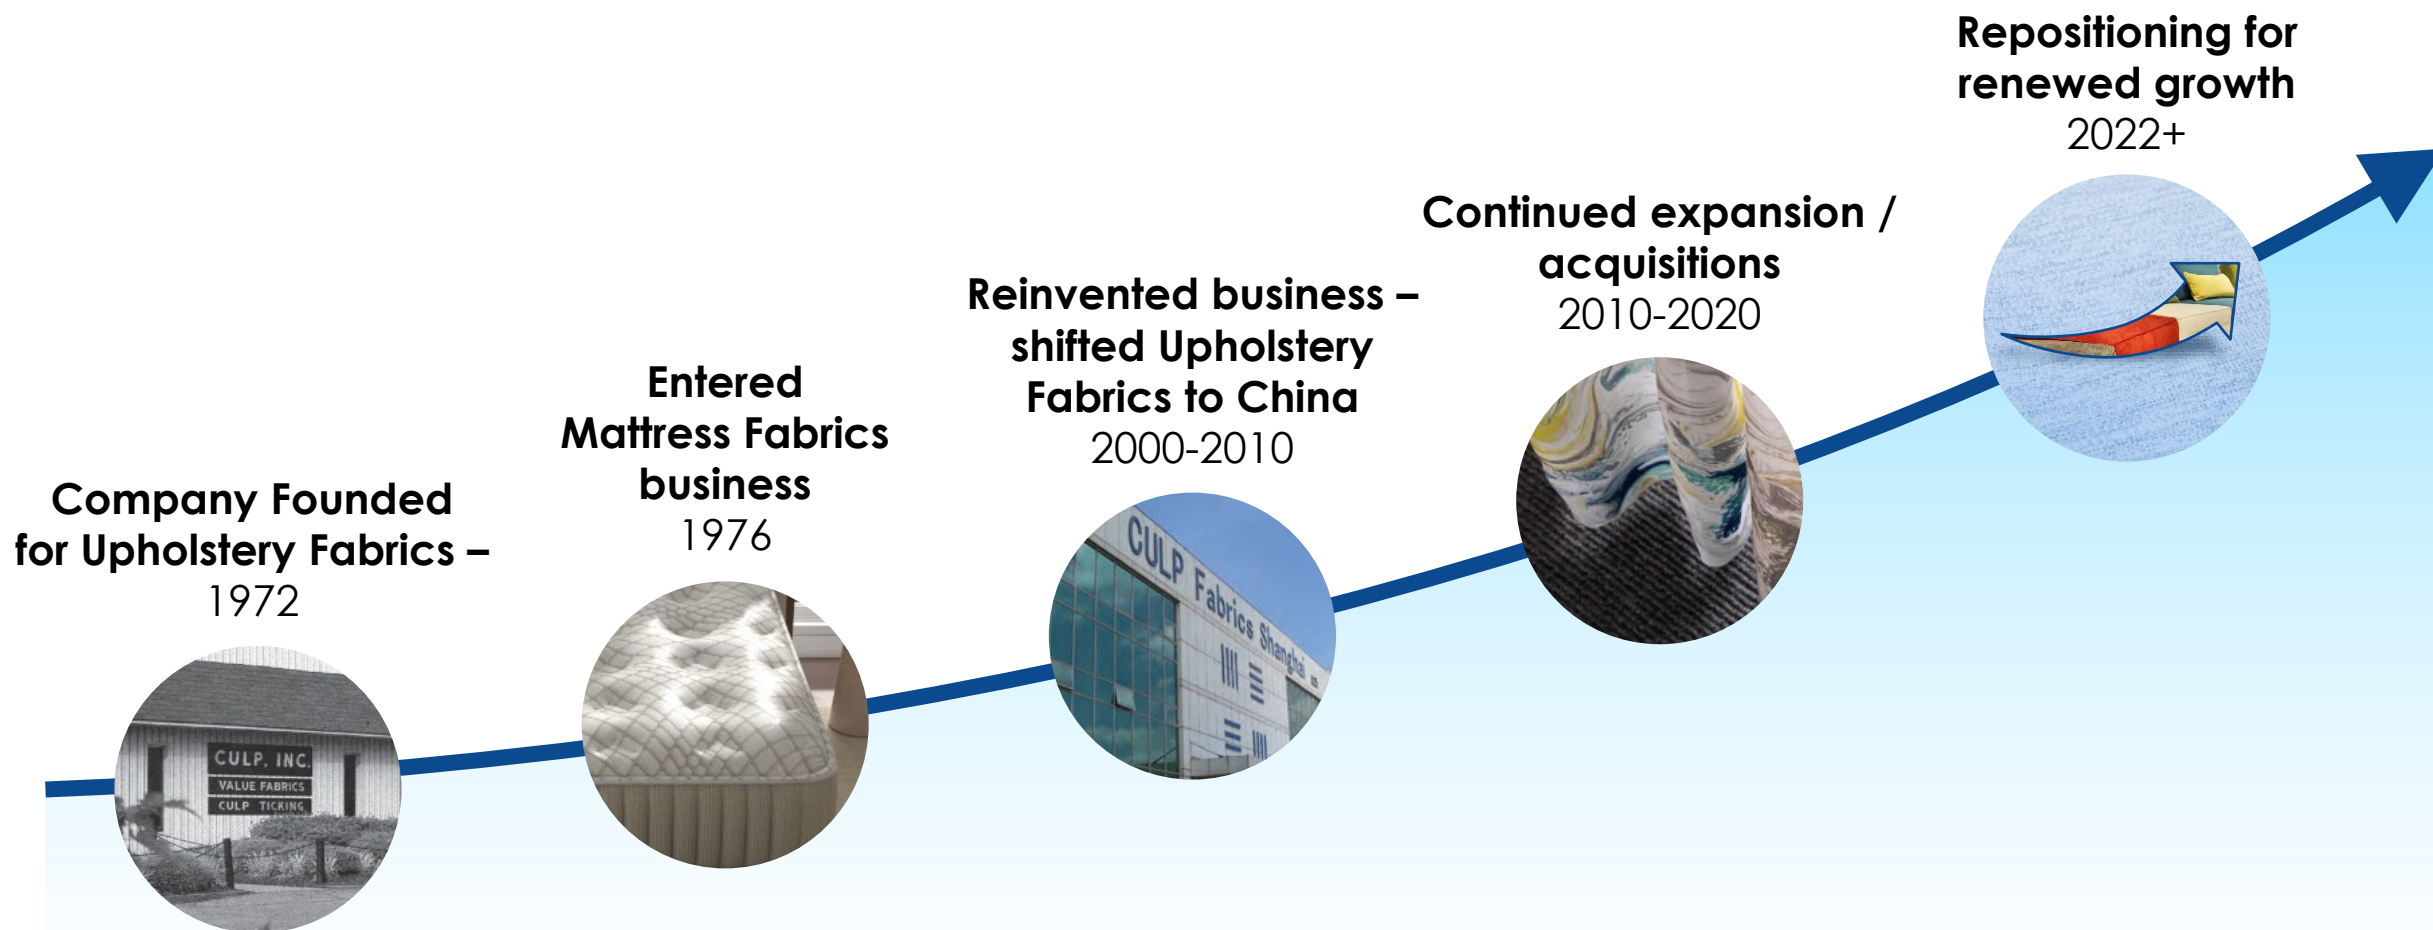 Company Founded
for Upholstery Fabrics –
1972
CULP, INC.
VALUE FABRICS
CULP TICKING
Entered
Mattress Fabrics
business
1976
Reinvented business –
shifted Upholstery
Fabrics to China
2000-2010
CULP Fabrics Shanghai
Continued expansion /
acquisitions
2010-2020
Repositioning for
renewed growth
2022+